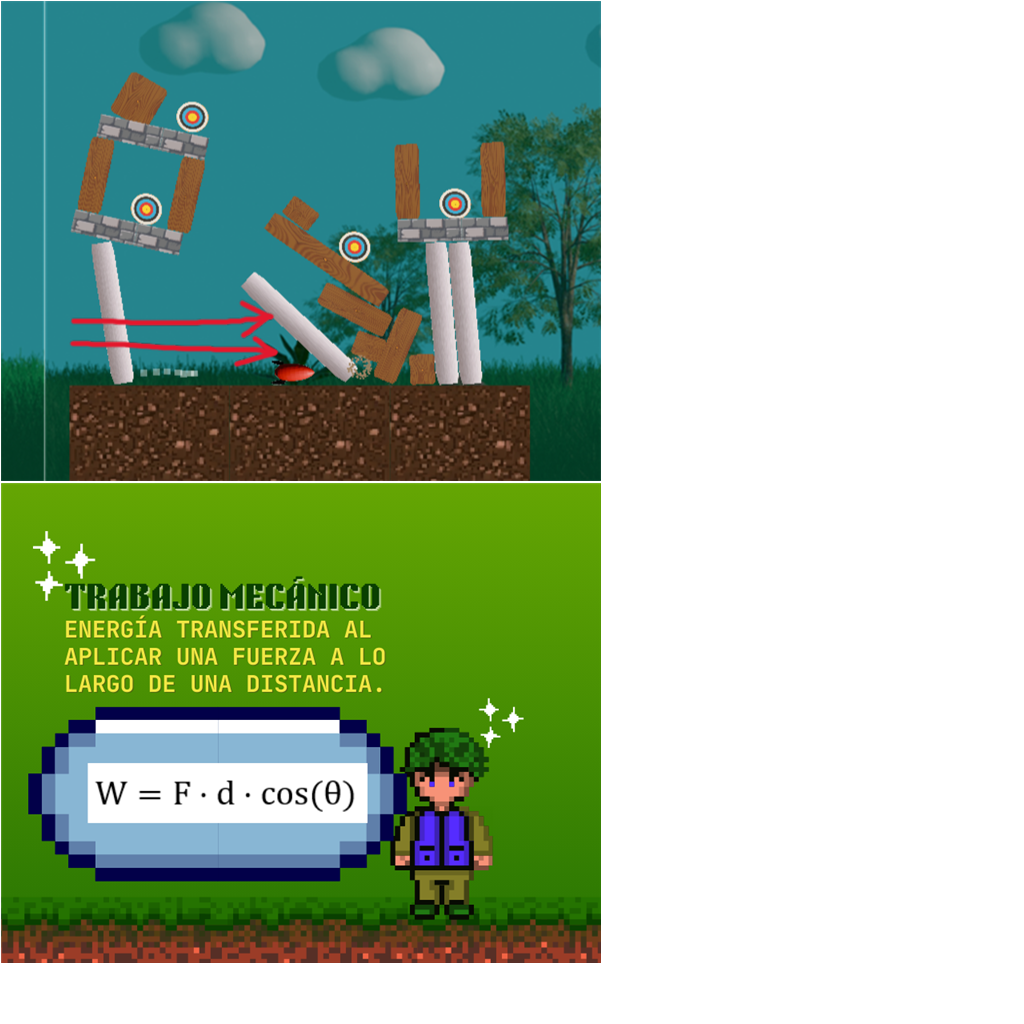 TRABAJO MECÁNICO
ENERGÍA TRANSFERIDA AL
APLICAR UNA FUERZA A LO
LARGO DE UNA DISTANCIA.
W = F · d · cos(θ)